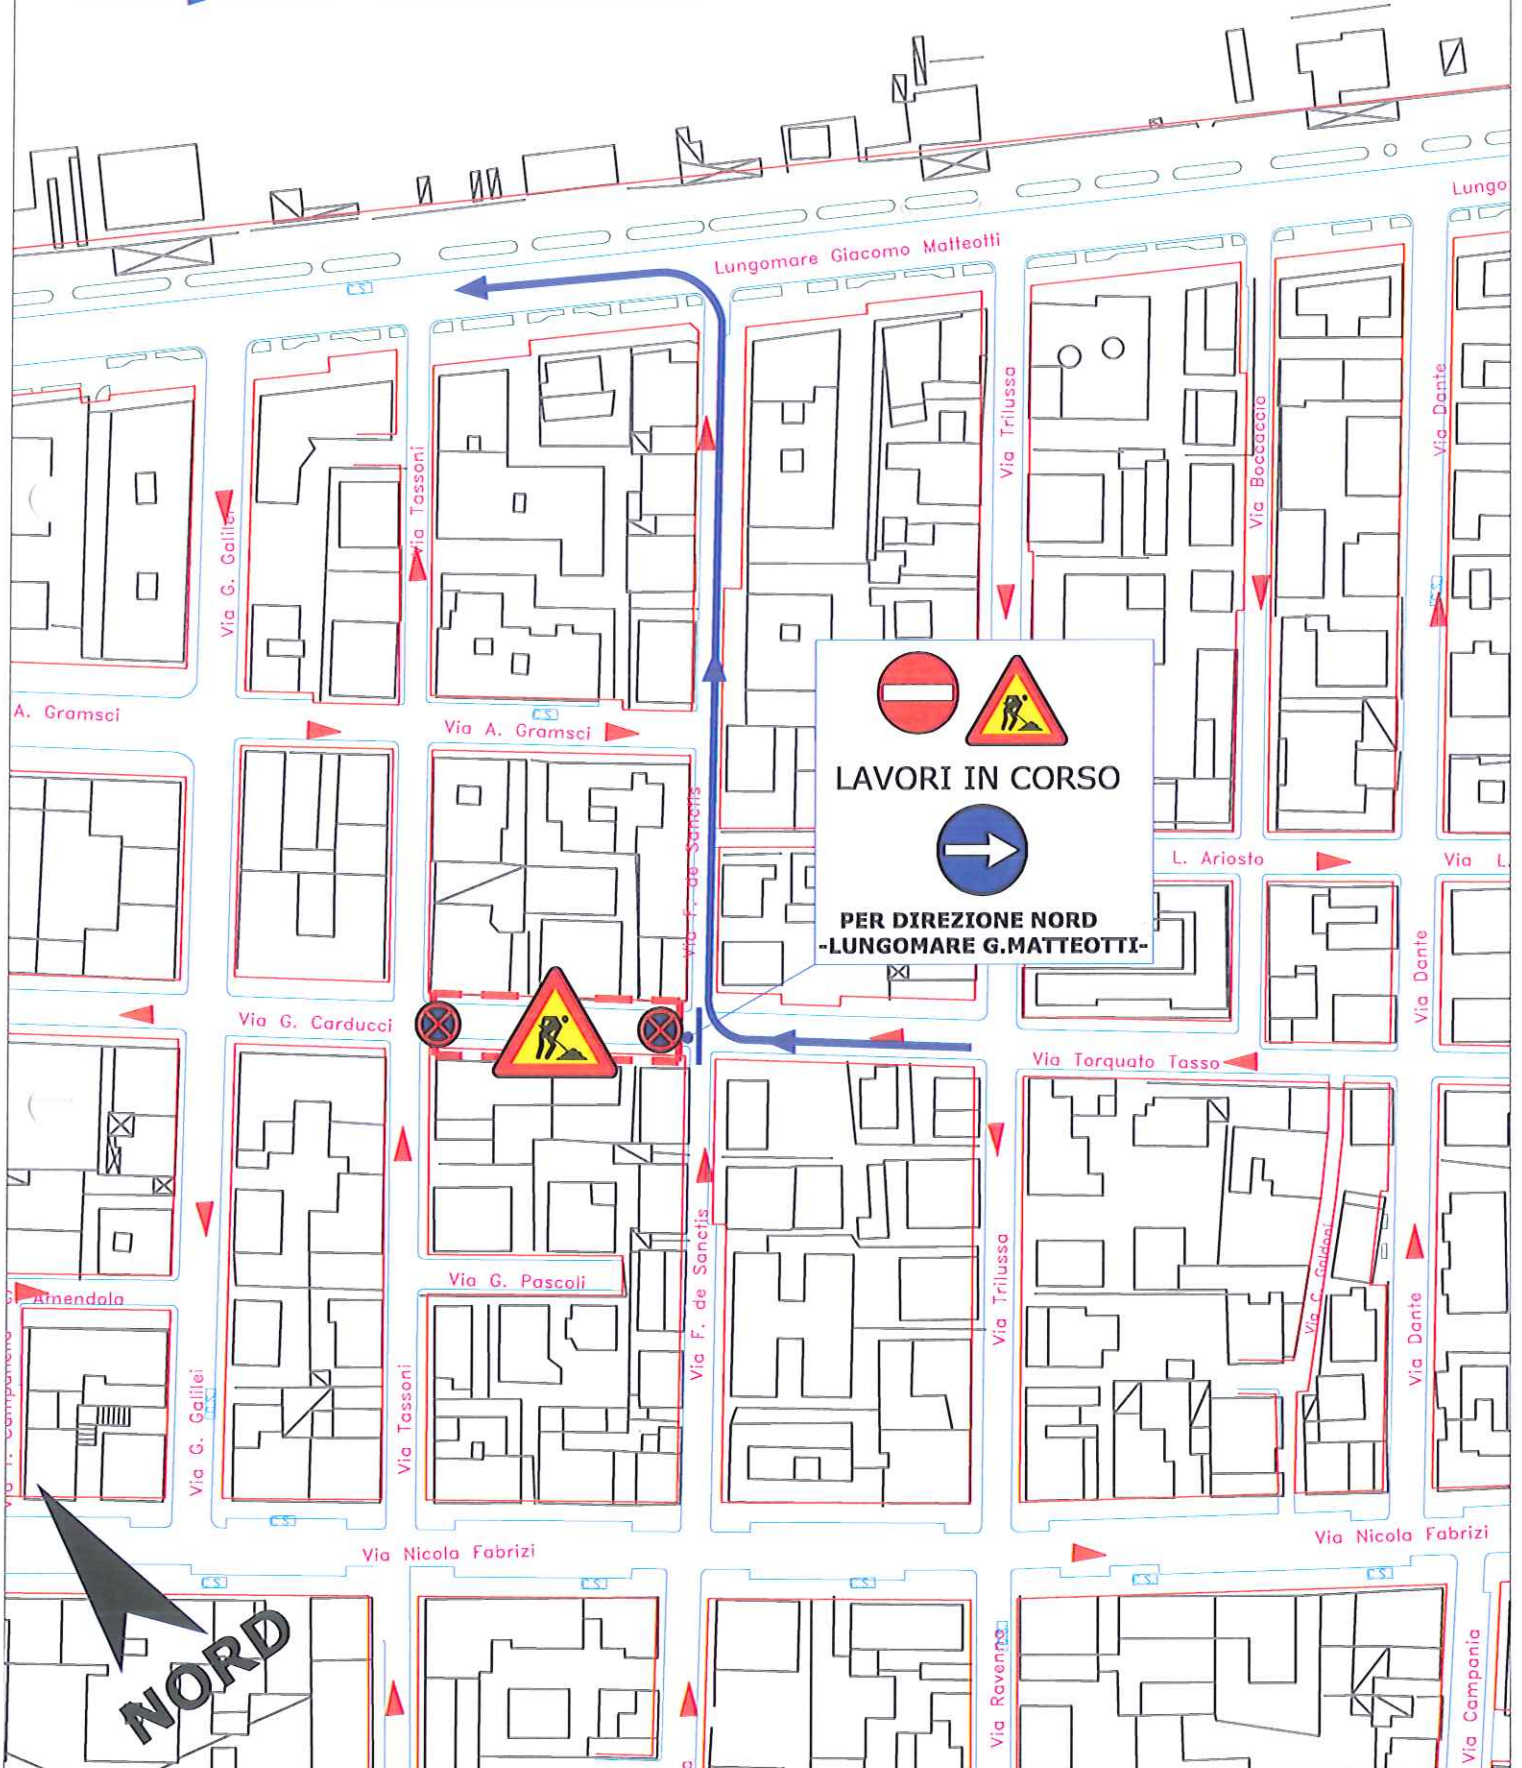 Lungo
Lungomare Giacomo Matteotti
C.S.
Via Trilussa
Via Dante
Via Boccaccio
Via Tassoni
Via G. Galilei
C.S.
A. Gramsci
C.S.
Via A. Gramsci
LAVORI IN CORSO
Via F. de Sanctis
L. Ariosto
Via L.
PER DIREZIONE NORD
-LUNGOMARE G.MATTEOTTI-
Via Dante
Via G. Carducci
Via Torquato Tasso
Via G. Pascoli
Via F. de Sanctis
Via Trilussa
Via C. Goldoni
Amendola
Via Dante
Via G. Galilei
C.S.
Via Tassoni
C.S.
Via Nicola Fabrizi
Via Nicola Fabrizi
C.S.
C.S.
C.S.
C.S.
C.S.
NORD
Via Ravenna
C.S.
Via Campania